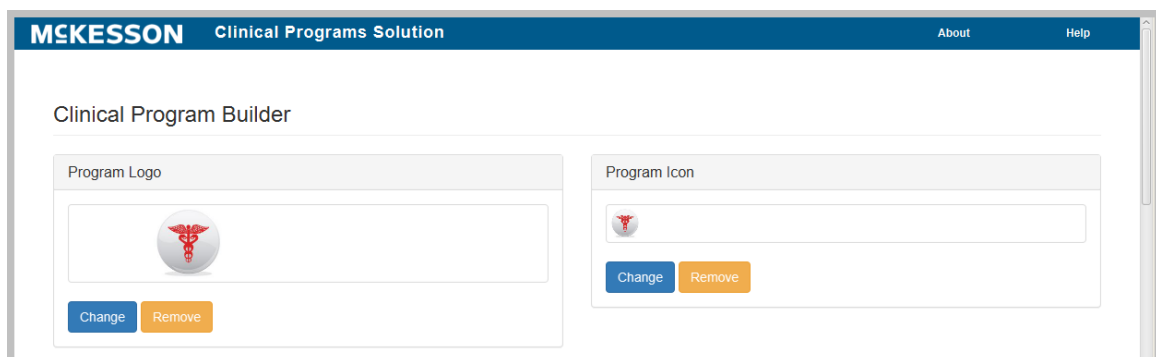 MCKESSON Clinical Programs Solution About Help
Clinical Program Builder
Program Logo
Change Remove
Program Icon
Change Remove